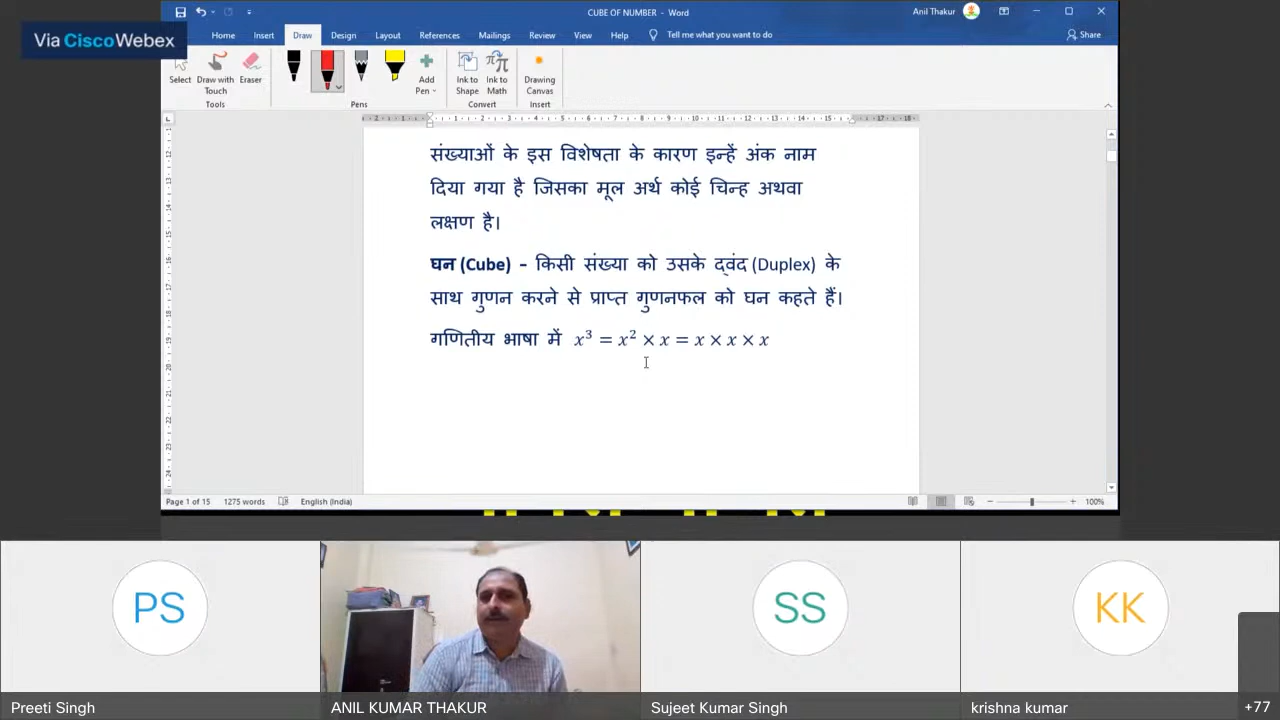 Via Cisco Webex
CUBE OF NUMBER - Word
Anil Thakur
Home Insert Draw Design Layout References Mailings Review View Help Tell me what you want to do
Share
Select Draw with Touch Eraser
Add Pen
Ink to Shape Ink to Math
Drawing Canvas
Tools Pens Convert Insert
संख्याओं के इस विशेषता के कारण इन्हें अंक नाम
दिया गया है जिसका मूल अर्थ कोई चिन्ह अथवा
लक्षण है।
घन (Cube) – किसी संख्या को उसके द्वंद (Duplex) के
साथ गुणन करने से प्राप्त गुणनफल को घन कहते हैं।
गणितीय भाषा में x³ = x² × x = x × x × x
Page 1 of 15 1275 words English (India) 100%
PS SS KK
Preeti Singh ANIL KUMAR THAKUR Sujeet Kumar Singh krishna kumar +77